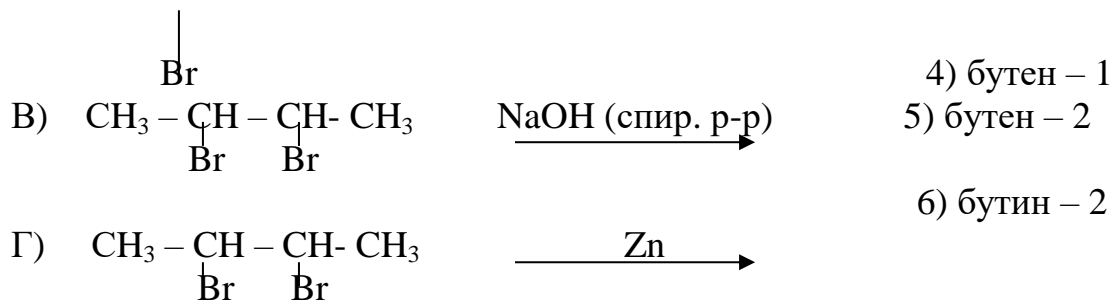 Br 4) бутен – 1
В) CH₃ – CH – CH- CH₃ NaOH (спир. р-р) 5) бутен – 2
Br Br
6) бутин – 2
Г) CH₃ – CH – CH- CH₃ Zn
Br Br